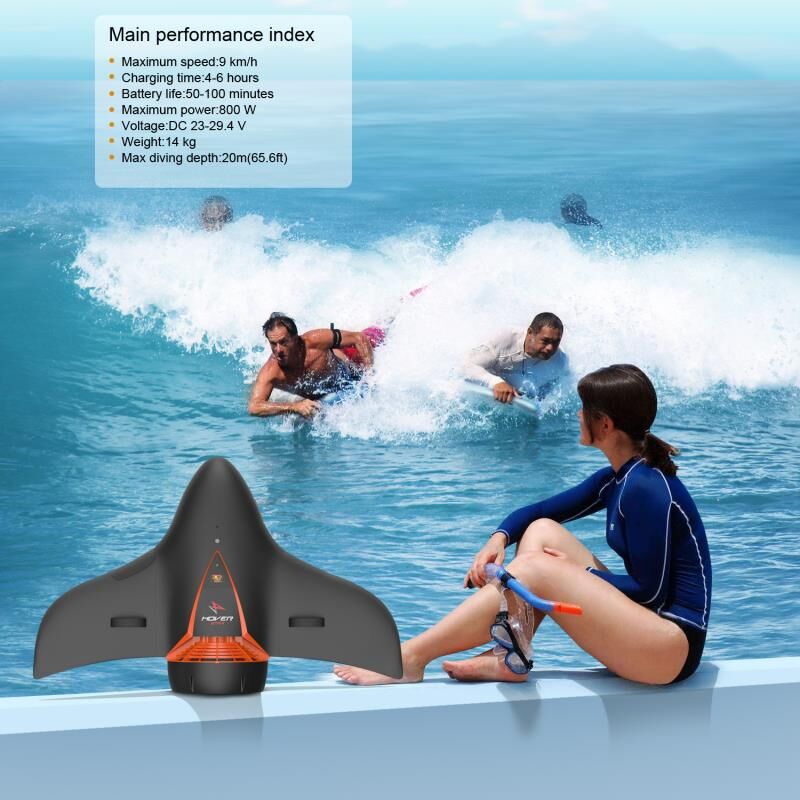 Main performance index
Maximum speed:9 km/h
Charging time:4-6 hours
Battery life:50-100 minutes
Maximum power:800 W
Voltage:DC 23-29.4 V
Weight:14 kg
Max diving depth:20m(65.6ft)
HOVER